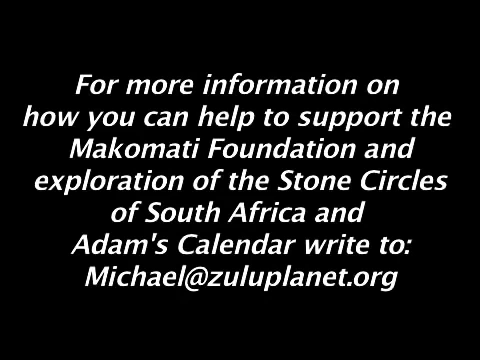 For more information on
how you can help to support the
Makomati Foundation and
exploration of the Stone Circles
of South Africa and
Adam's Calendar write to:
Michael@zuluplanet.org